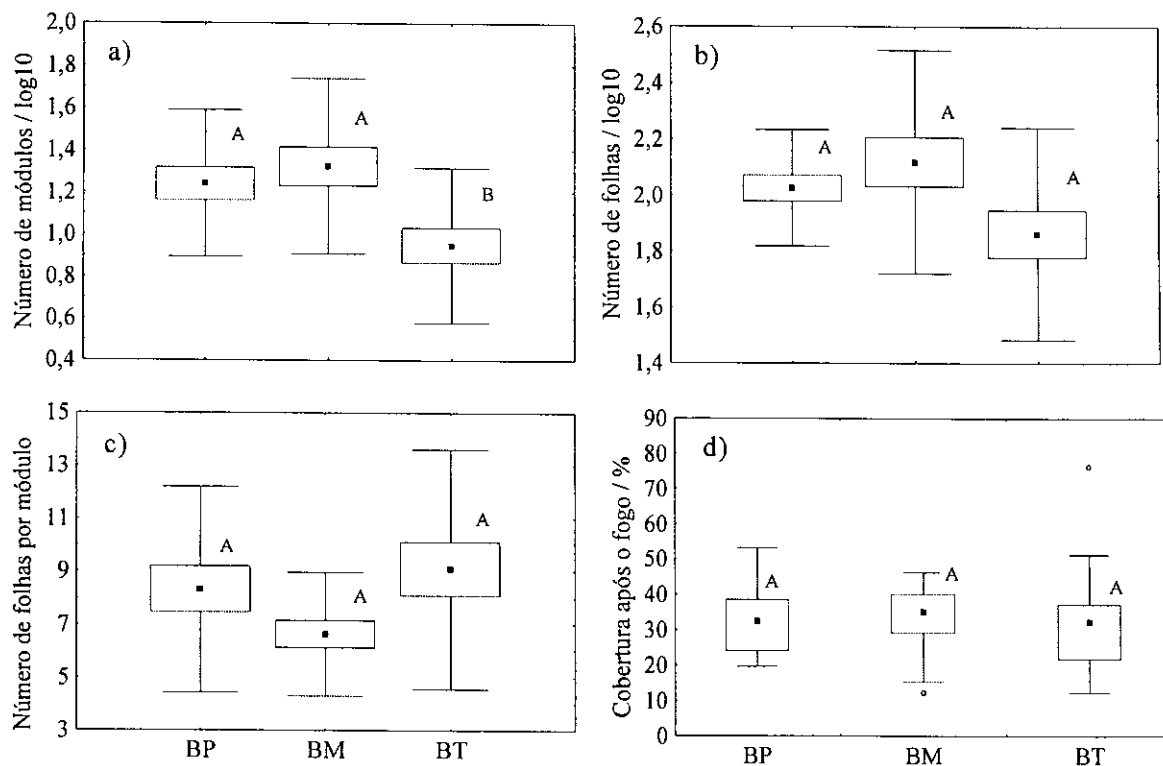 a)
Número de módulos / log10
2,0
1,8
1,6
1,4
1,2
1,0
0,8
0,6
0,4
A
A
B
b)
Número de folhas / log10
2,6
2,4
2,2
2,0
1,8
1,6
1,4
A
A
A
c)
Número de folhas por módulo
15
13
11
9
7
5
3
A
A
A
BP BM BT
d)
Cobertura após o fogo / %
90
80
70
60
50
40
30
20
10
0
A
A
A
BP BM BT